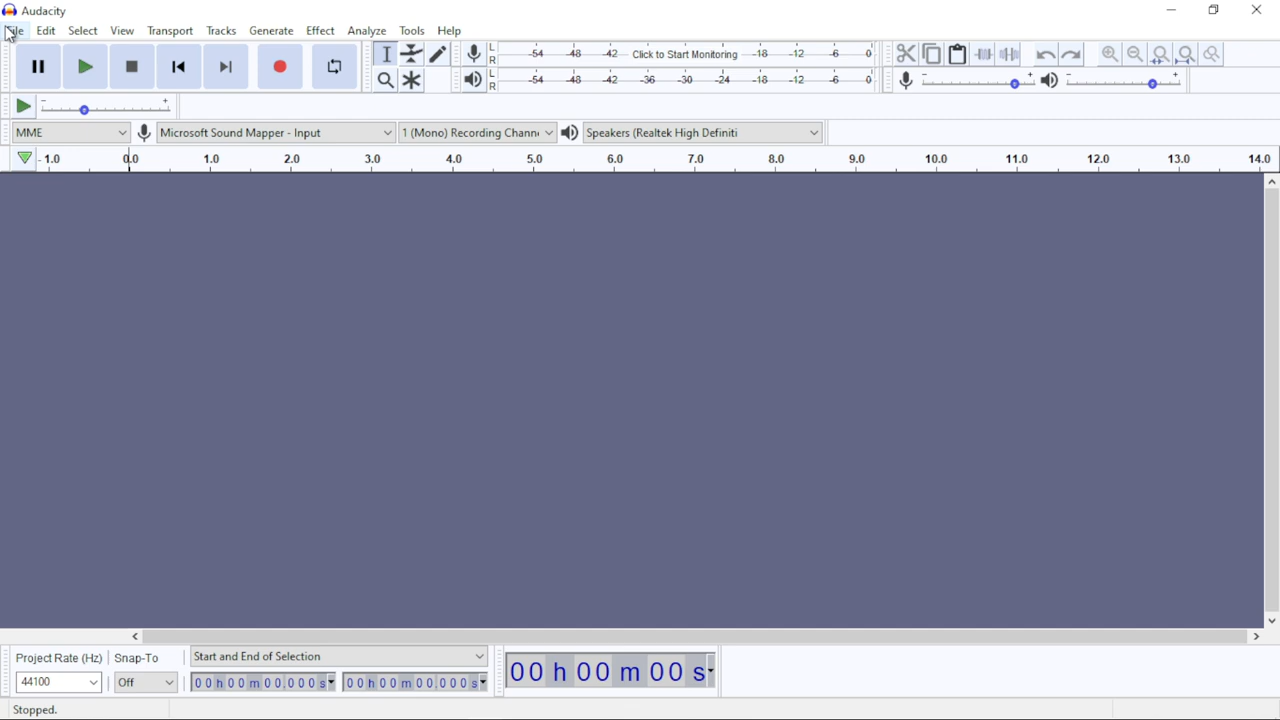 Audacity
File Edit Select View Transport Tracks Generate Effect Analyze Tools Help
L R -54 -48 -42 Click to Start Monitoring -18 -12 -6 0
L R -54 -48 -42 -36 -30 -24 -18 -12 -6 0
- + - +
- +
MME Microsoft Sound Mapper - Input 1 (Mono) Recording Chann Speakers (Realtek High Definiti
-1.0 0.0 1.0 2.0 3.0 4.0 5.0 6.0 7.0 8.0 9.0 10.0 11.0 12.0 13.0 14.0
Project Rate (Hz) Snap-To Start and End of Selection
44100 Off 00 h 00 m 00.000 s 00 h 00 m 00.000 s 00 h 00 m 00 s
Stopped.